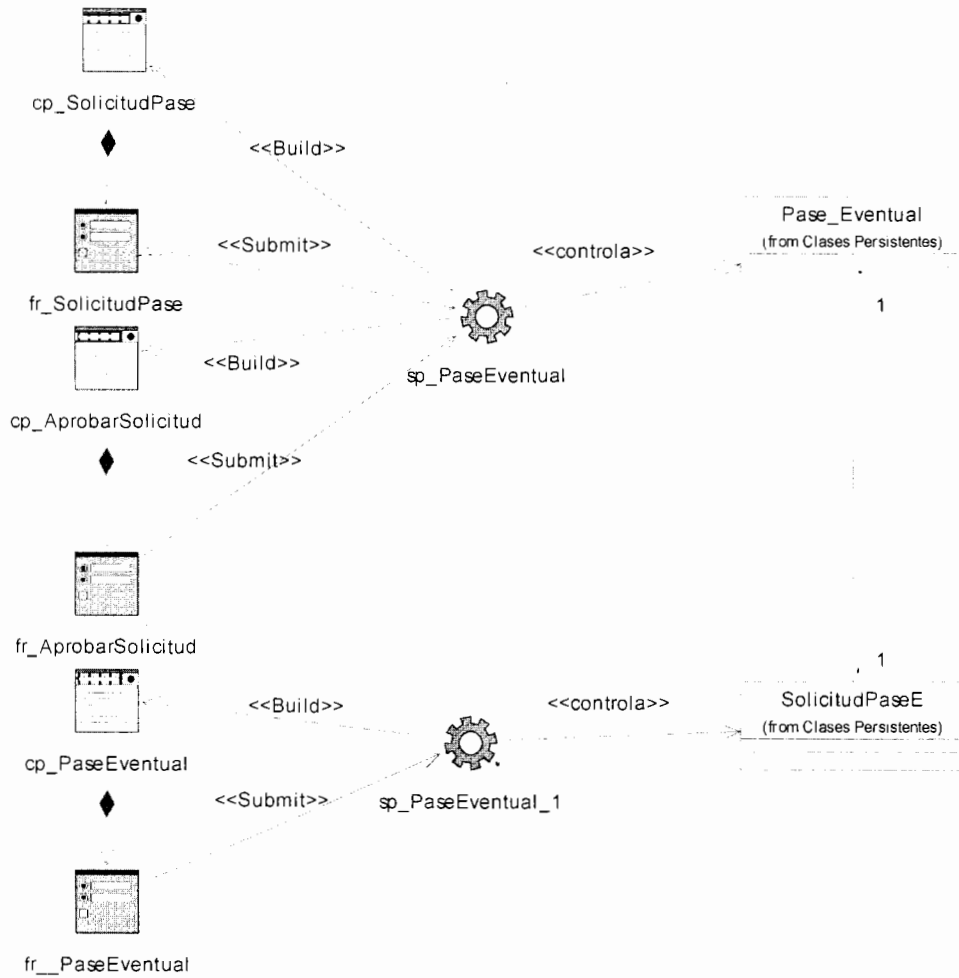 cp_SolicitudPase
<<Build>>
<<Submit>>
fr_SolicitudPase
<<controla>>
Pase_Eventual
(from Clases Persistentes)
1
<<Build>>
sp_PaseEventual
cp_AprobarSolicitud
<<Submit>>
fr_AprobarSolicitud
1
<<Build>>
<<controla>>
SolicitudPaseE
(from Clases Persistentes)
cp_PaseEventual
<<Submit>>
sp_PaseEventual_1
fr__PaseEventual